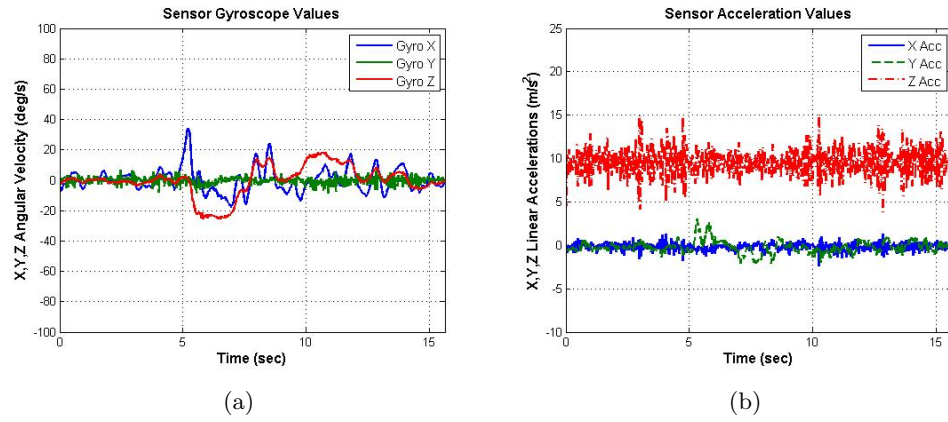 Sensor Gyroscope Values
X,Y,Z Angular Velocity (deg/s)
100
80
60
40
20
0
-20
-40
-60
-80
-100
Gyro X
Gyro Y
Gyro Z
0
5
10
15
Time (sec)
(a)
Sensor Acceleration Values
X,Y,Z Linear Accelerations (m/s²)
25
20
15
10
5
0
-5
-10
X Acc
Y Acc
Z Acc
0
5
10
15
Time (sec)
(b)